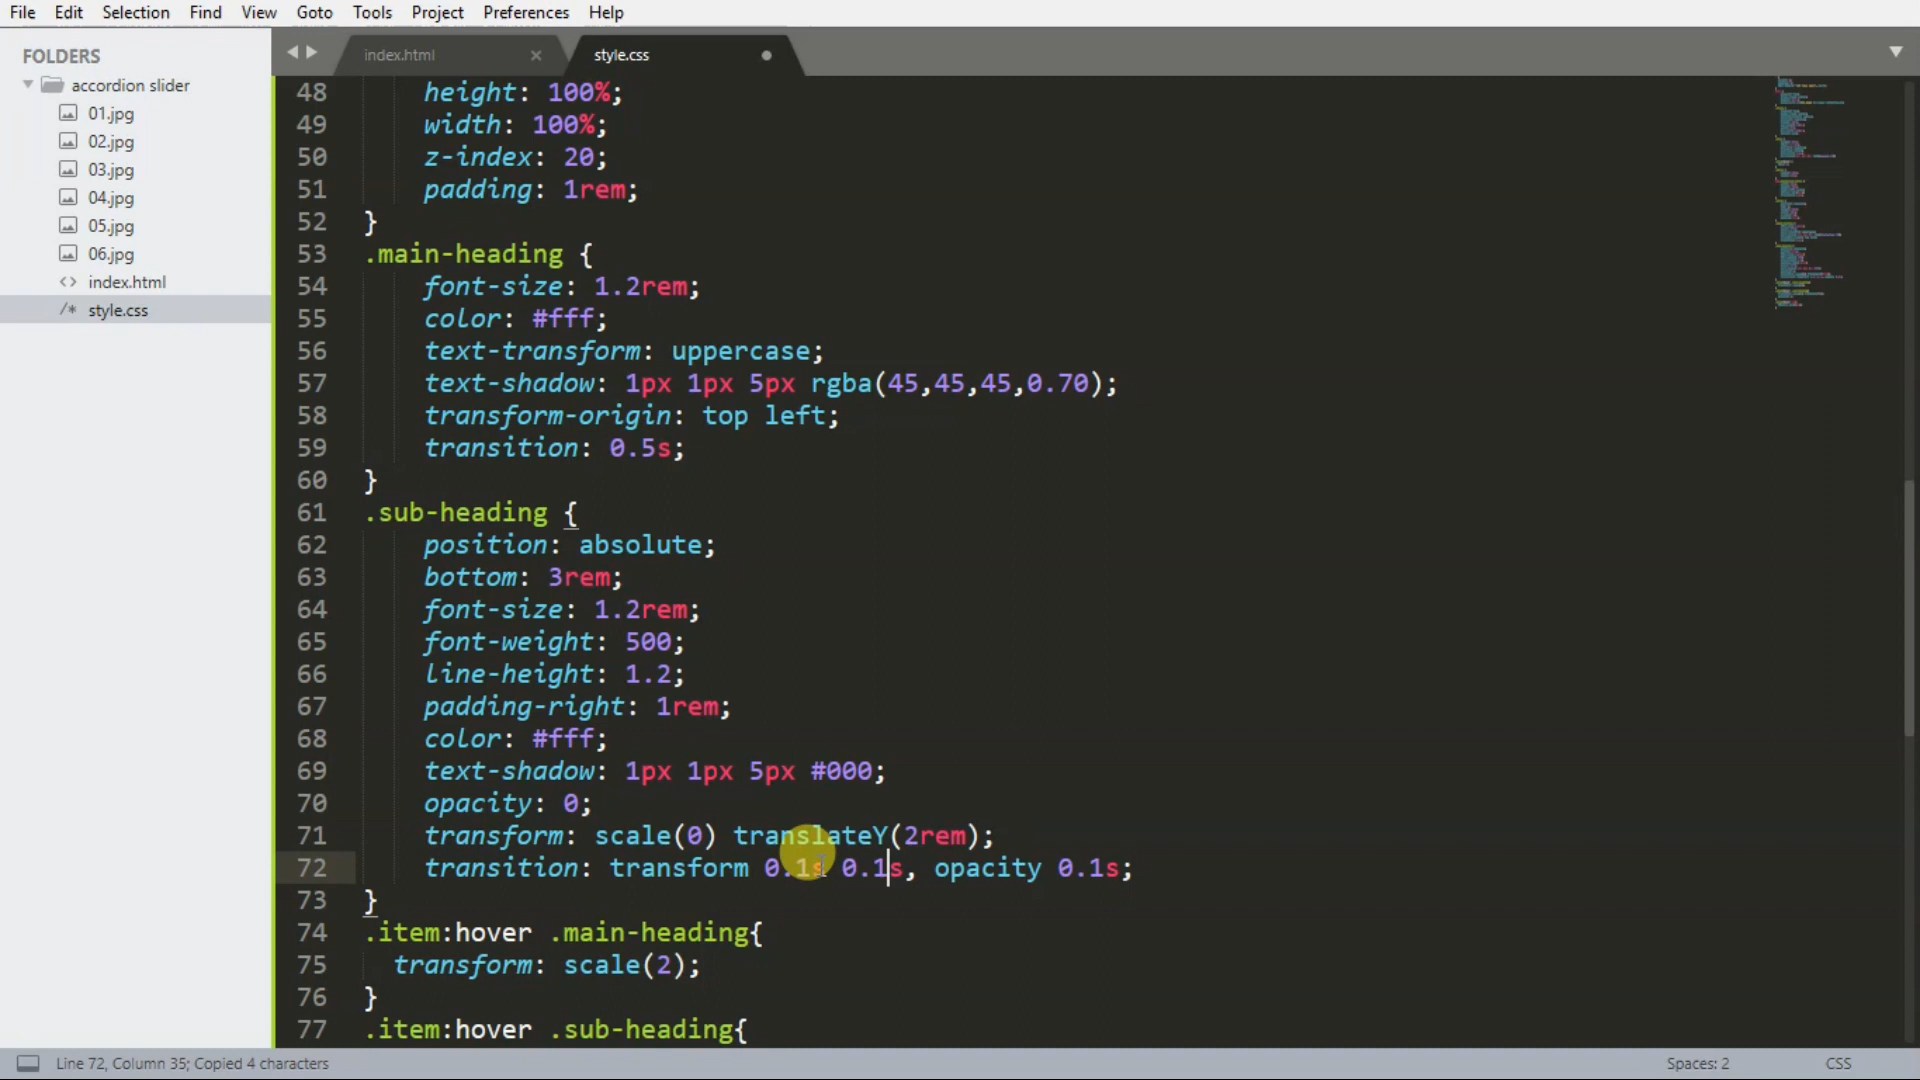 File Edit Selection Find View Goto Tools Project Preferences Help
FOLDERS
accordion slider
01.jpg
02.jpg
03.jpg
04.jpg
05.jpg
06.jpg
<> index.html
/* style.css
index.html ×
style.css
48 height: 100%;
49 width: 100%;
50 z-index: 20;
51 padding: 1rem;
52 }
53 .main-heading {
54 font-size: 1.2rem;
55 color: #fff;
56 text-transform: uppercase;
57 text-shadow: 1px 1px 5px rgba(45,45,45,0.70);
58 transform-origin: top left;
59 transition: 0.5s;
60 }
61 .sub-heading {
62 position: absolute;
63 bottom: 3rem;
64 font-size: 1.2rem;
65 font-weight: 500;
66 line-height: 1.2;
67 padding-right: 1rem;
68 color: #fff;
69 text-shadow: 1px 1px 5px #000;
70 opacity: 0;
71 transform: scale(0) translateY(2rem);
72 transition: transform 0.1s 0.1s, opacity 0.1s;
73 }
74 .item:hover .main-heading{
75 transform: scale(2);
76 }
77 .item:hover .sub-heading{
Line 72, Column 35; Copied 4 characters
Spaces: 2
CSS